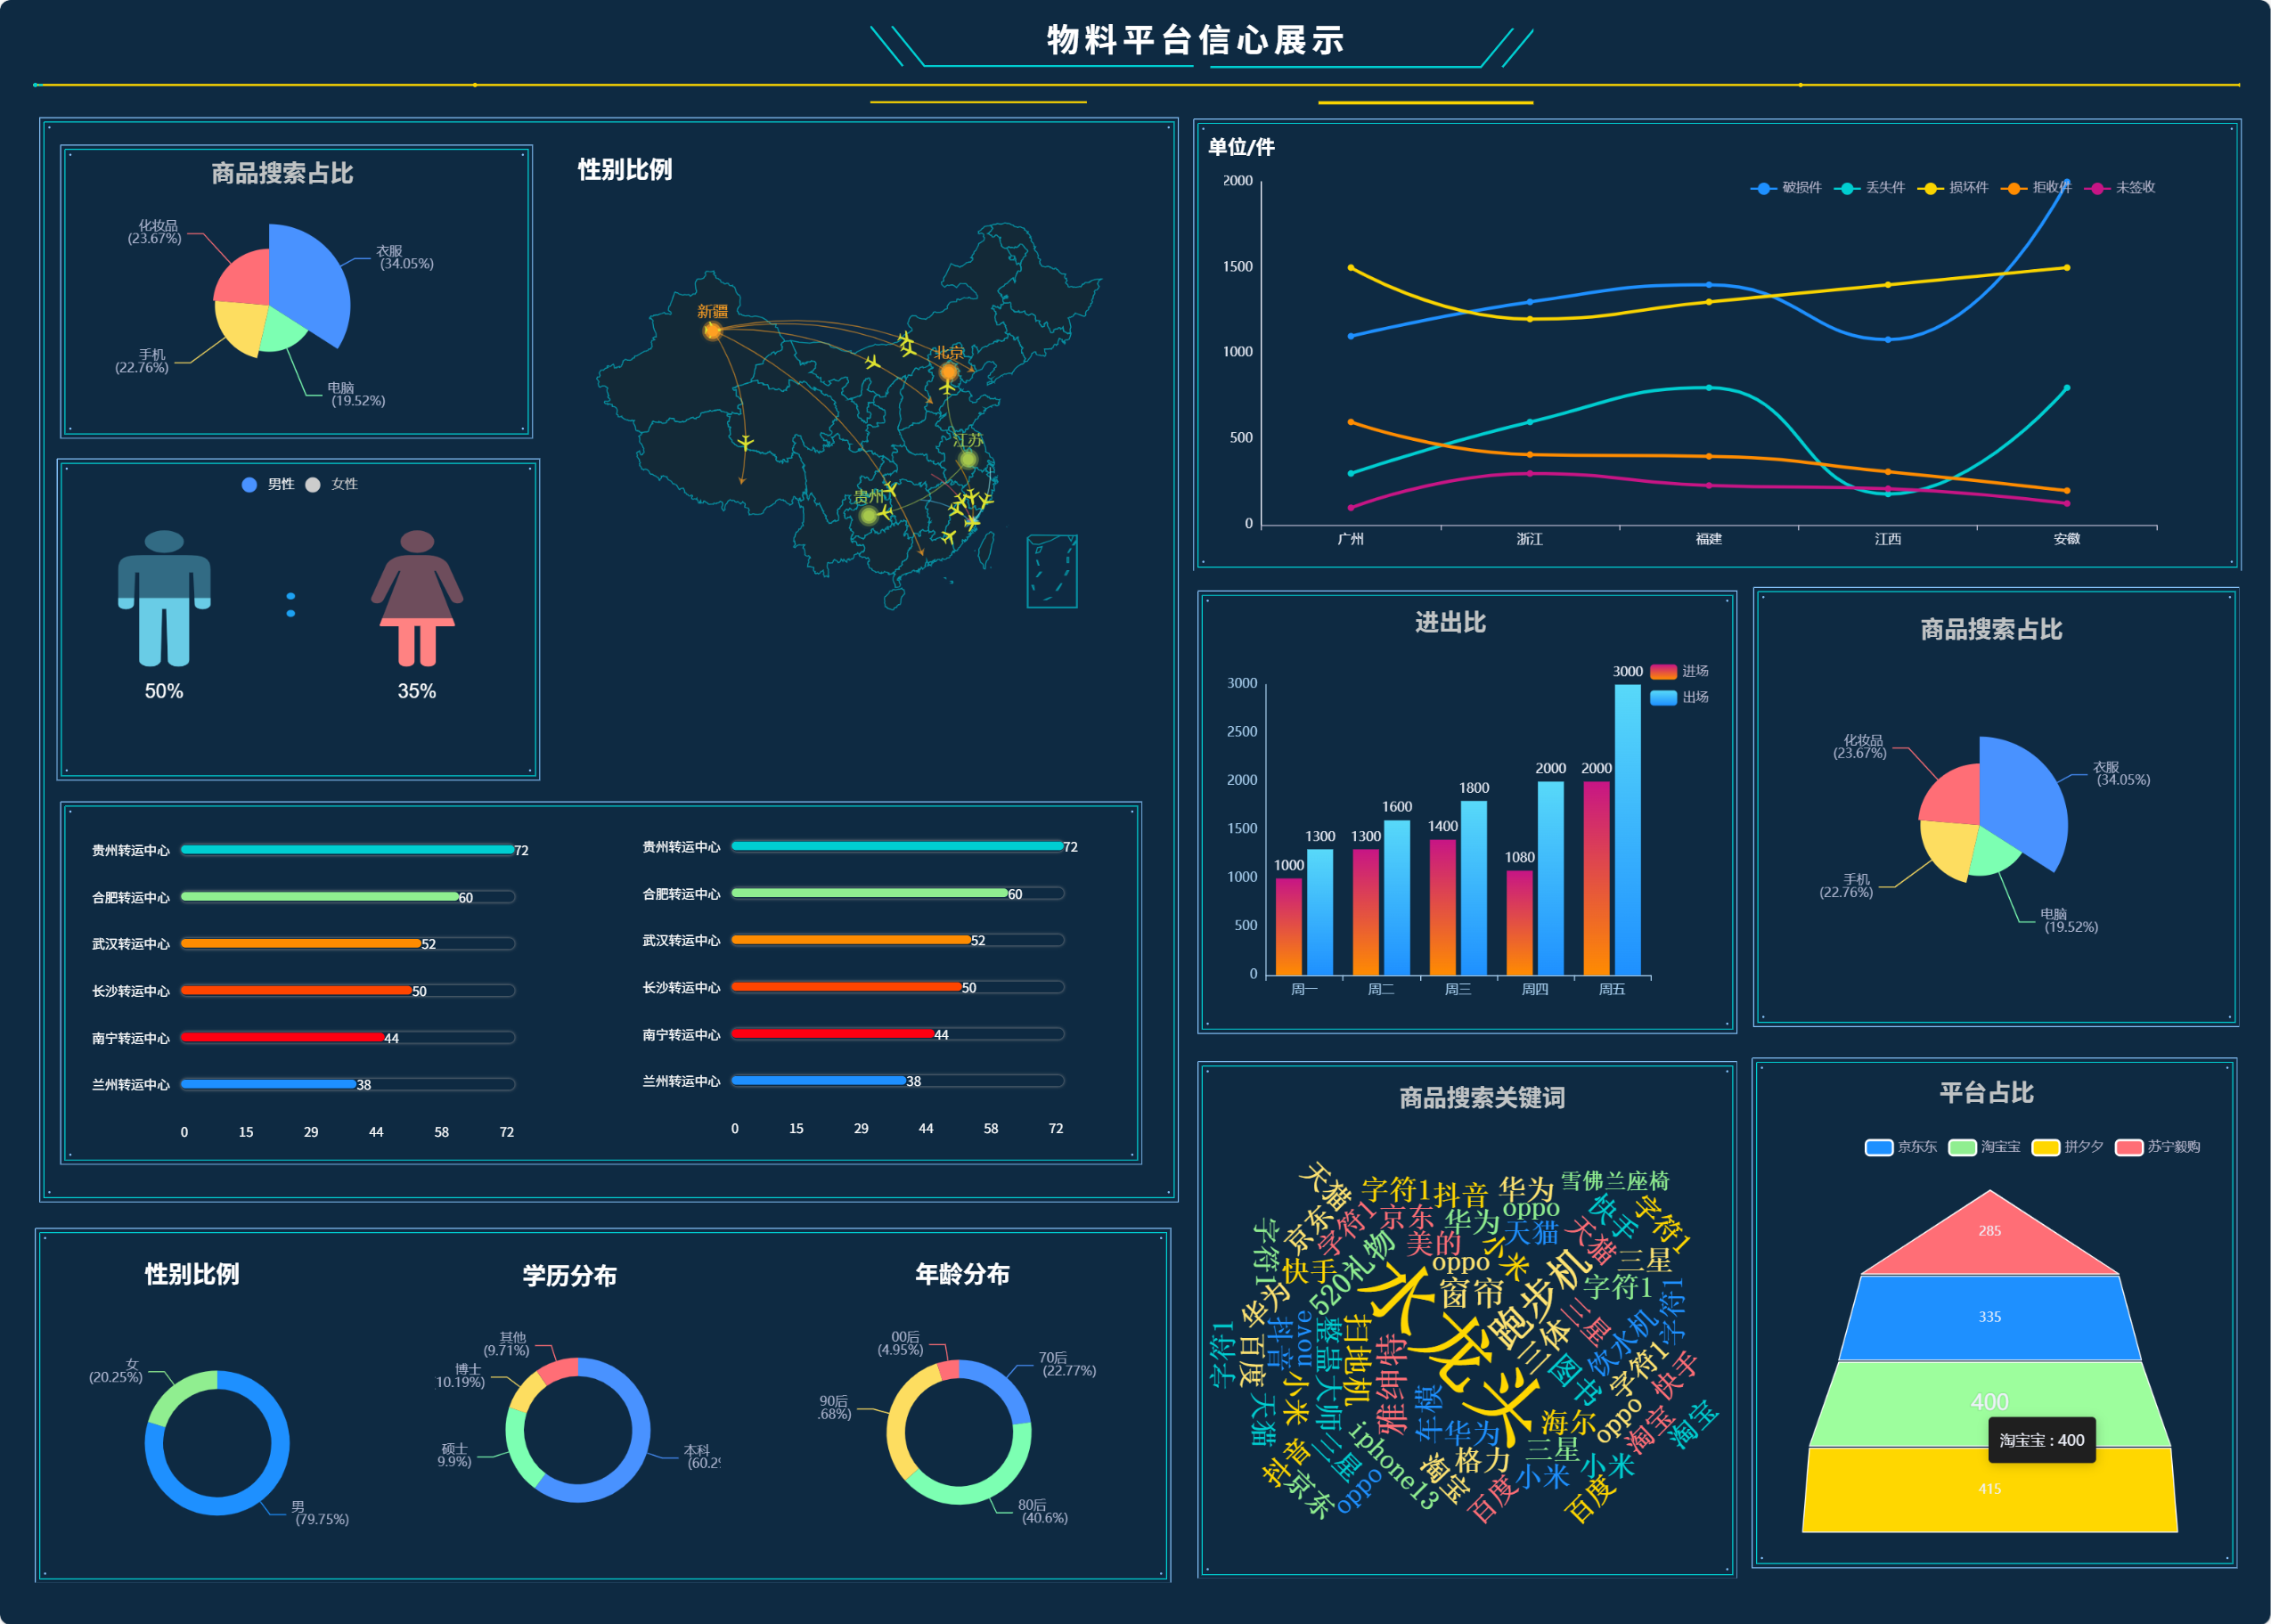 物料平台信心展示
商品搜索占比
化妆品
(23.67%)
衣服
(34.05%)
手机
(22.76%)
电脑
(19.52%)
男性
女性
50%
35%
性别比例
新疆
北京
江苏
贵州
贵州转运中心
72
合肥转运中心
60
武汉转运中心
52
长沙转运中心
50
南宁转运中心
44
兰州转运中心
38
0 15 29 44 58 72
贵州转运中心
72
合肥转运中心
60
武汉转运中心
52
长沙转运中心
50
南宁转运中心
44
兰州转运中心
38
0 15 29 44 58 72
性别比例
女
(20.25%)
男
(79.75%)
学历分布
其他
(9.71%)
博士
10.19%)
硕士
9.9%)
本科
(60.2
年龄分布
00后
(4.95%)
70后
(22.77%)
90后
.68%)
80后
(40.6%)
单位/件
破损件 丢失件 损坏件 拒收件 未签收
2000
1500
1000
500
0
广州 浙江 福建 江西 安徽
进出比
进场
出场
3000
2500
2000
1500
1000
500
0
1000 1300 1300 1600 1400 1800 1080 2000 2000 3000
周一 周二 周三 周四 周五
商品搜索占比
化妆品
(23.67%)
衣服
(34.05%)
手机
(22.76%)
电脑
(19.52%)
商品搜索关键词
天猫
字符1
抖音
华为
雪佛兰座椅
字符1
京东
字符1
京东
华为
oppo
天猫
快手
字符1
天猫
三星
快手
520礼物
美的
oppo
小米
跑步机
字符1
华为
水龙头
窗帘
三体
三星
饮水机
字符1
字符1
百度
抖音
nove
整蛊大师
扫地机
雅绅特
车模
图书
字符1
快手
天猫
小米
华为
海尔
oppo
淘宝
淘宝
抖音
京东
三星
oppo
iphone13
淘宝
格力
三星
百度
小米
小米
百度
平台占比
京东东 淘宝宝 拼夕夕 苏宁毅购
285
335
400
淘宝宝 : 400
415